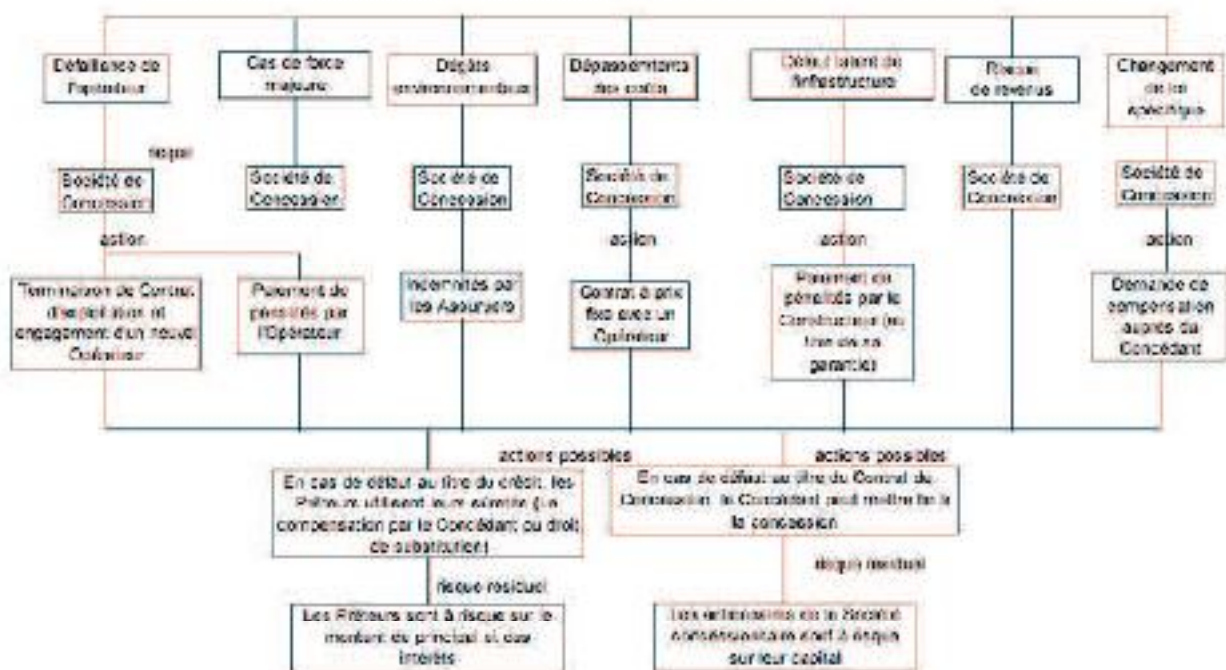 Défaillance de
l'opérateur
Cas de force
majeure
Dégâts
environnementaux
Dépassements
des coûts
Défaut latent de
l'infrastructure
Risque
de revenus
Changement
de loi
spécifique
risque
Société de
Concession
Société de
Concession
Société de
Concession
Société de
Concession
Société de
Concession
Société de
Concession
Société de
Concession
action
action
action
action
Terminaison de Contrat
d'exploitation et
engagement d'un nouvel
Opérateur
Paiement de
pénalités par
l'Opérateur
Indemnités par
les Assureurs
Contrat à prix
fixe avec un
Opérateur
Paiement de
pénalités par le
Constructeur (au
titre de sa
garantie)
Demande de
compensation
auprès du
Concédant
actions possibles
actions possibles
En cas de défaut au titre du crédit, les
Prêteurs utilisent leurs sûretés (i.e.
compensation par le Concédant ou droit
de substitution)
En cas de défaut au titre du Contrat de
Concession, le Concédant peut mettre fin à
la concession
risque résiduel
risque résiduel
Les Prêteurs sont à risque sur le
montant du principal et des
intérêts
Les actionnaires de la Société
concessionnaire sont à risque
sur leur capital